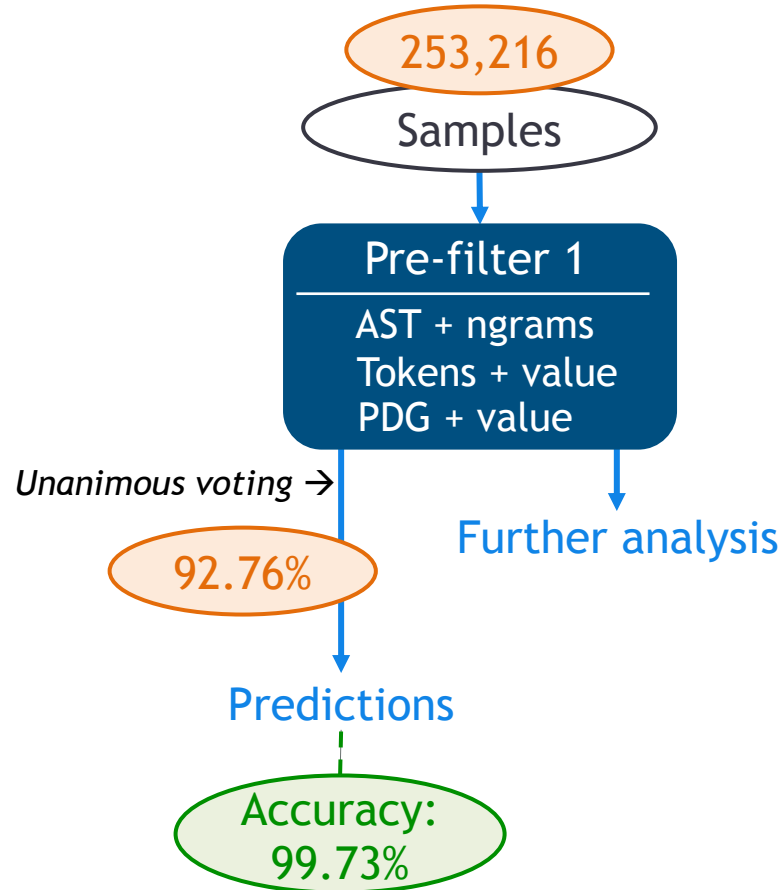 253,216
Samples
Pre-filter 1
AST + ngrams
Tokens + value
PDG + value
Unanimous voting →
Further analysis
92.76%
Predictions
Accuracy:
99.73%